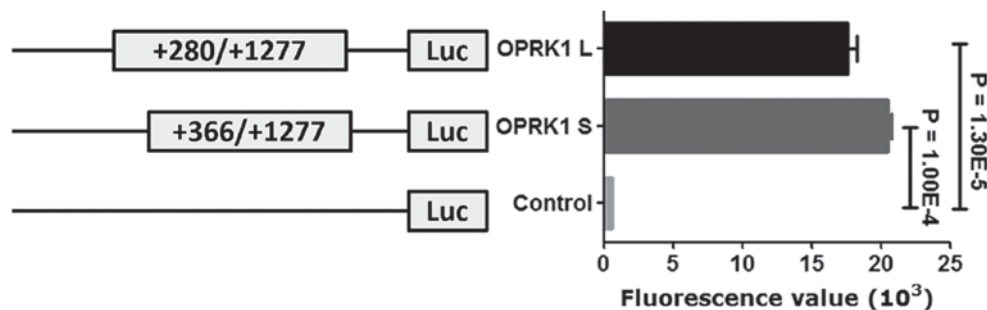 +280/+1277 Luc OPRK1 L
+366/+1277 Luc OPRK1 S
Luc Control
P = 1.00E-4
P = 1.30E-5
0 5 10 15 20 25
Fluorescence value (10³)